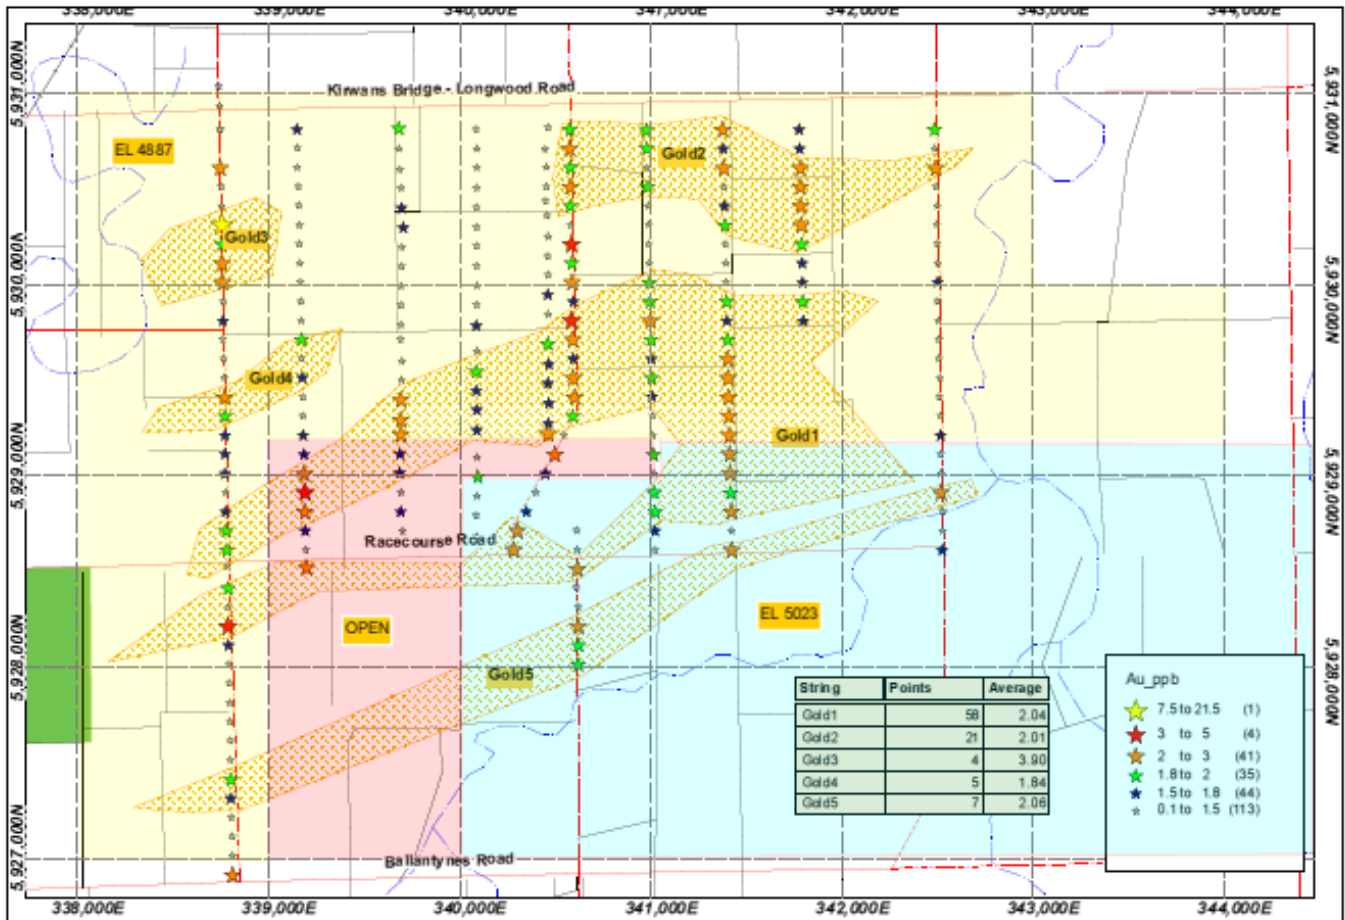 338,000E 339,000E 340,000E 341,000E 342,000E 343,000E 344,000E
5,931,000N
5,931,000N
Kirwans Bridge - Longwood Road
EL 4887
Gold2
Gold3
5,930,000N
5,930,000N
Gold4
Gold1
5,929,000N
5,929,000N
Racecourse Road
EL 5023
OPEN
Gold5
5,928,000N
5,928,000N
String Points Average
Gold1 58 2.04
Gold2 21 2.01
Gold3 4 3.90
Gold4 5 1.84
Gold5 7 2.06
Au_ppb
7.5 to 21.5 (1)
3 to 5 (4)
2 to 3 (41)
1.8 to 2 (35)
1.5 to 1.8 (44)
0.1 to 1.5 (113)
5,927,000N
Ballantynes Road
338,000E 339,000E 340,000E 341,000E 342,000E 343,000E 344,000E